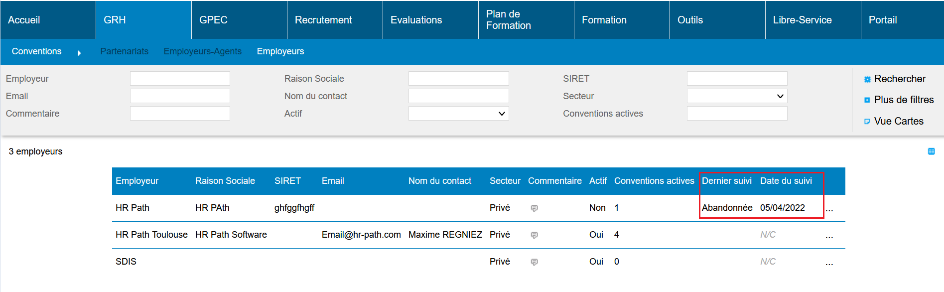 Accueil GRH GPEC Recrutement Evaluations Plan de Formation Formation Outils Libre-Service Portail
Conventions Partenariats Employeurs-Agents Employeurs
Employeur Raison Sociale SIRET Rechercher
Email Nom du contact Secteur Plus de filtres
Commentaire Actif Conventions actives Vue Cartes
3 employeurs
Employeur Raison Sociale SIRET Email Nom du contact Secteur Commentaire Actif Conventions actives Dernier suivi Date du suivi
HR Path HR PAth ghfggfhgff Privé Non 1 Abandonnée 05/04/2022 ...
HR Path Toulouse HR Path Software Email@hr-path.com Maxime REGNIEZ Privé Oui 4 N/C ...
SDIS Privé Oui 0 N/C ...